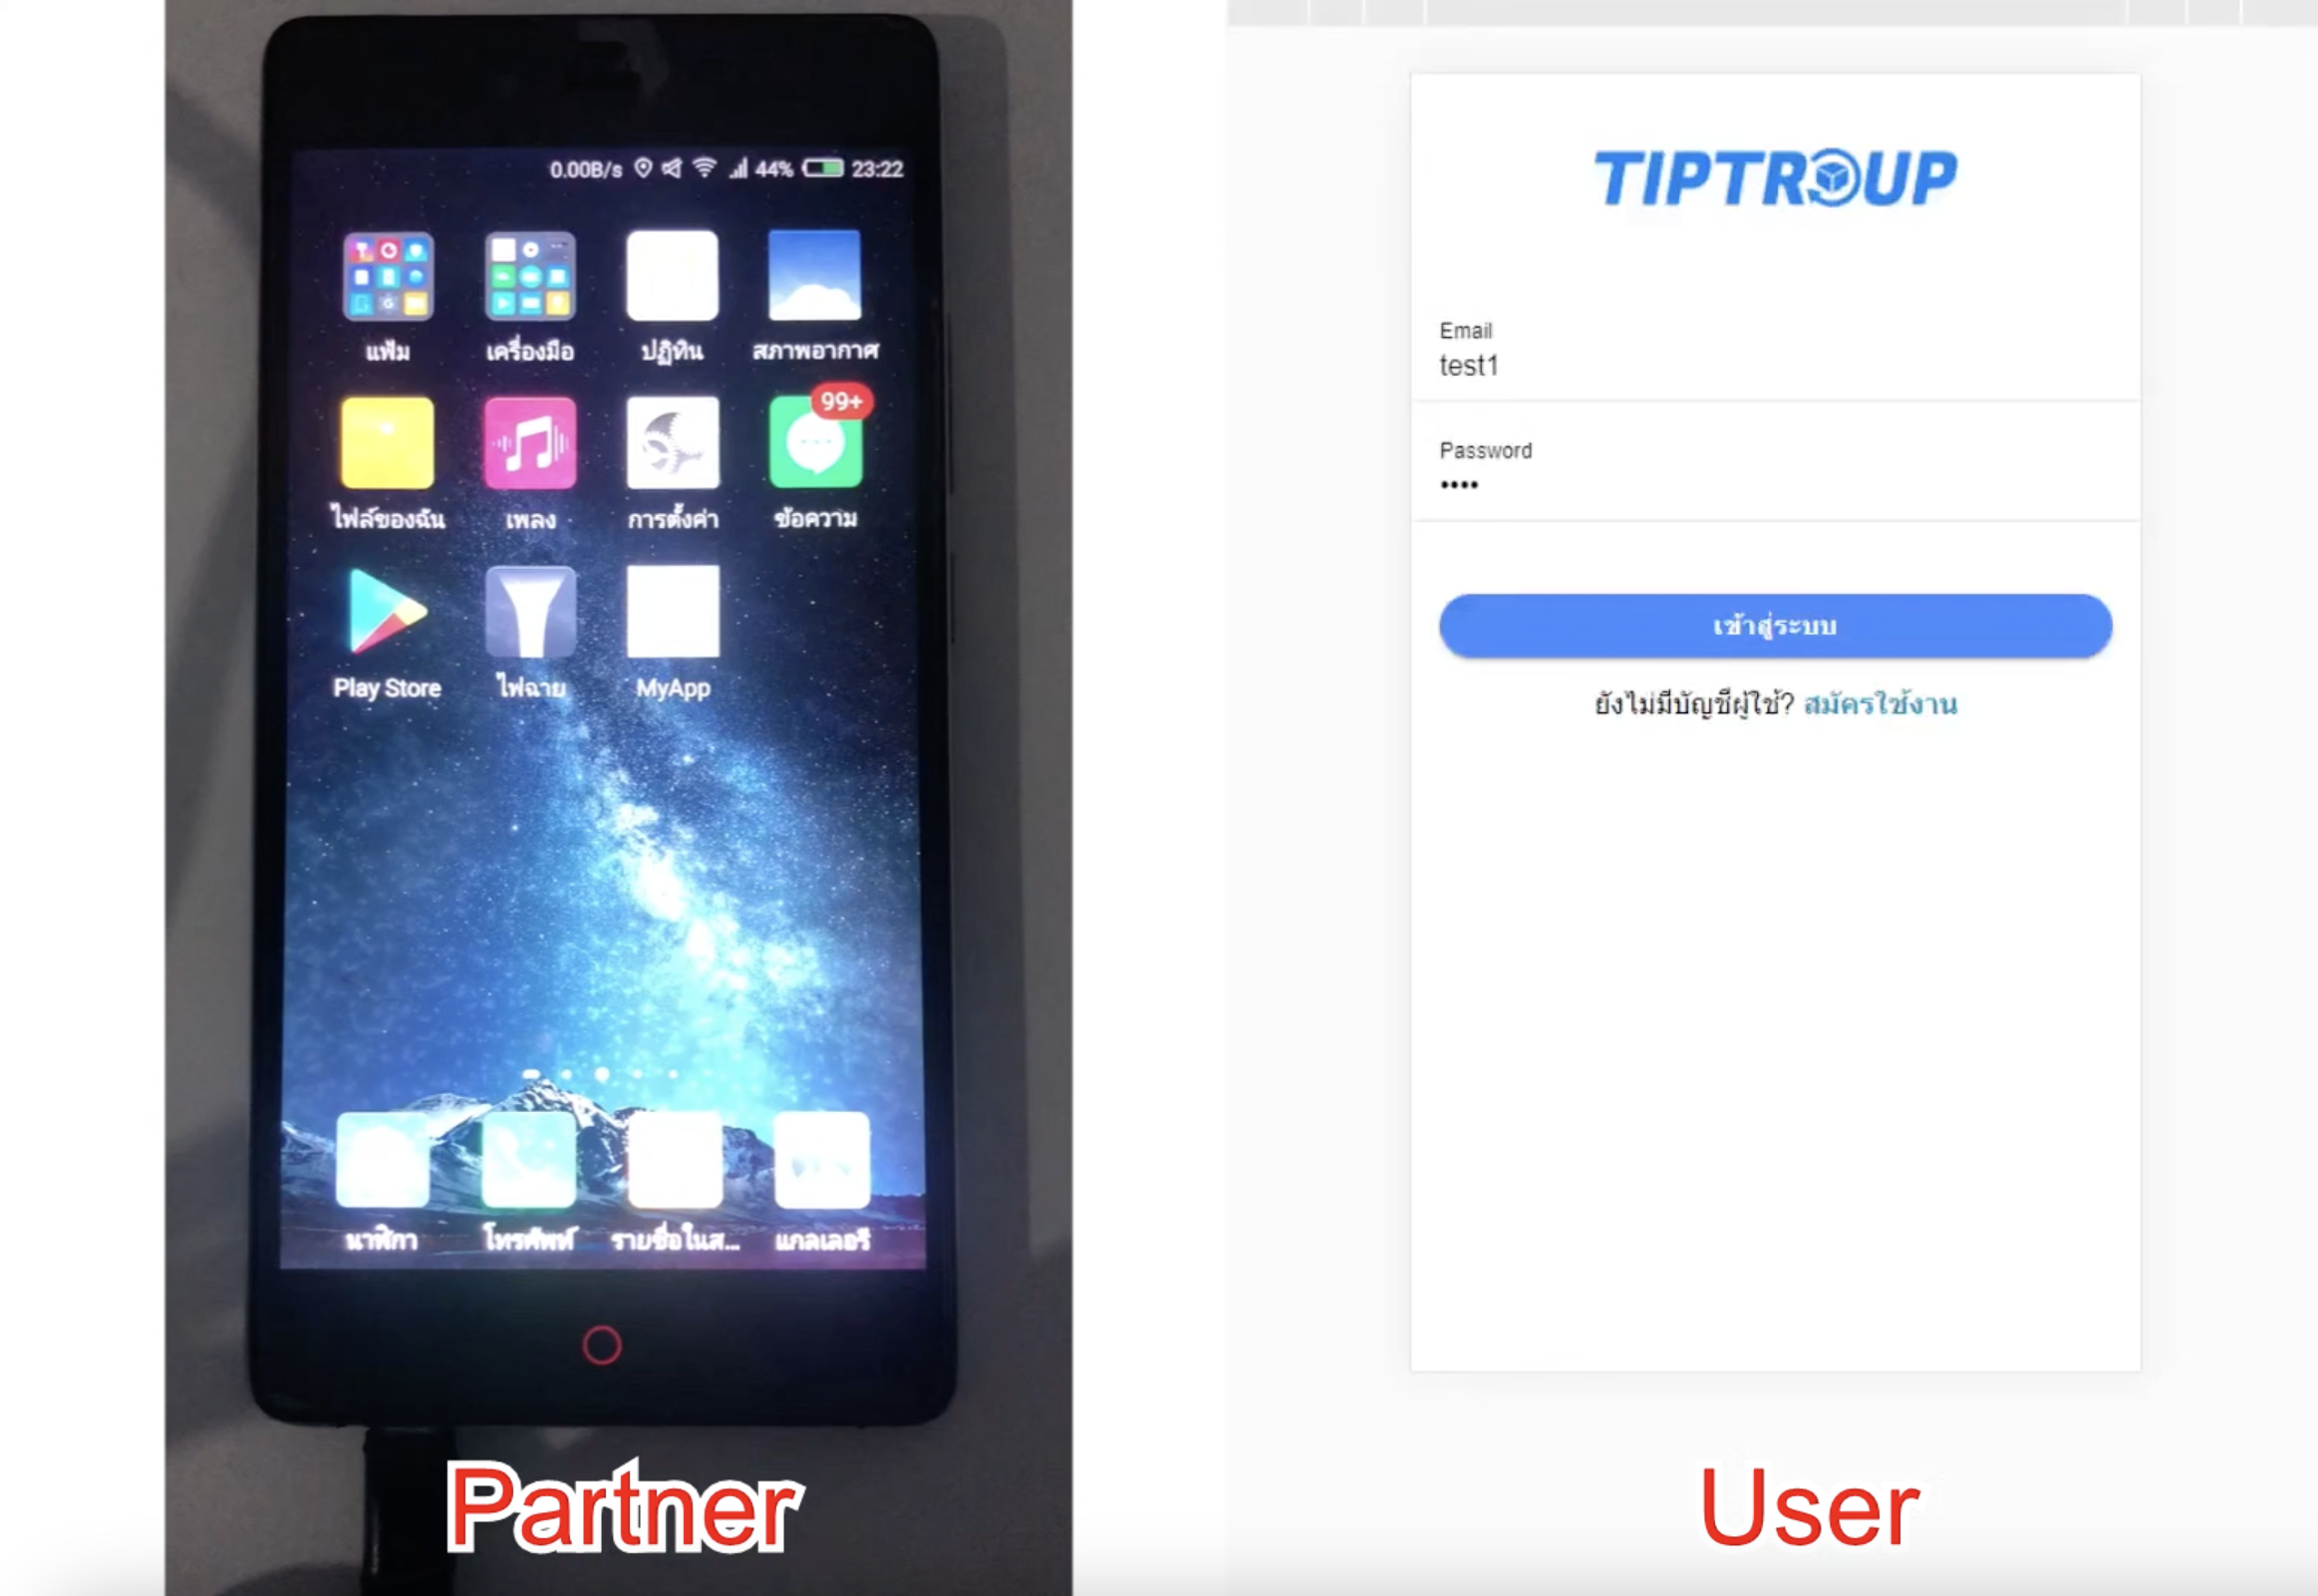 0.00B/s 44% 23:22
แฟ้ม เครื่องมือ ปฏิทิน สภาพอากาศ
99+
ไฟล์ของฉัน เพลง การตั้งค่า ข้อความ
Play Store ไฟฉาย MyApp
นาฬิกา โทรศัพท์ รายชื่อในส... แกลเลอรี
Partner
TIPTROUP
Email
test1
Password
••••
เข้าสู่ระบบ
ยังไม่มีบัญชีผู้ใช้? สมัครใช้งาน
User